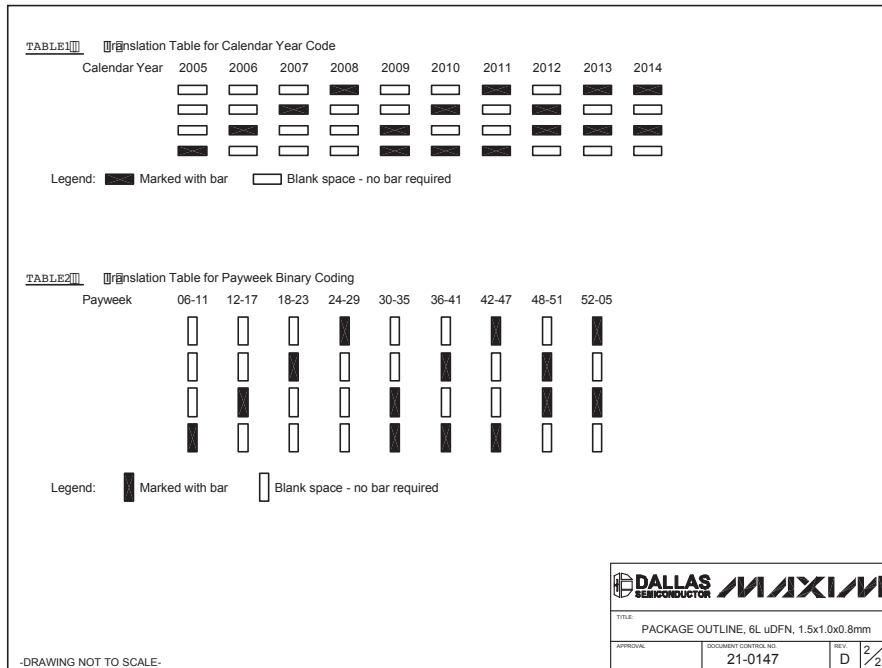 TABLE1 Translation Table for Calendar Year Code
Calendar Year 2005 2006 2007 2008 2009 2010 2011 2012 2013 2014
Legend: Marked with bar Blank space - no bar required
TABLE2 Translation Table for Payweek Binary Coding
Payweek 06-11 12-17 18-23 24-29 30-35 36-41 42-47 48-51 52-05
Legend: Marked with bar Blank space - no bar required
DALLAS SEMICONDUCTOR MAXIM
TITLE:
PACKAGE OUTLINE, 6L uDFN, 1.5x1.0x0.8mm
APPROVAL DOCUMENT CONTROL NO. REV.
21-0147 D 2/2
-DRAWING NOT TO SCALE-